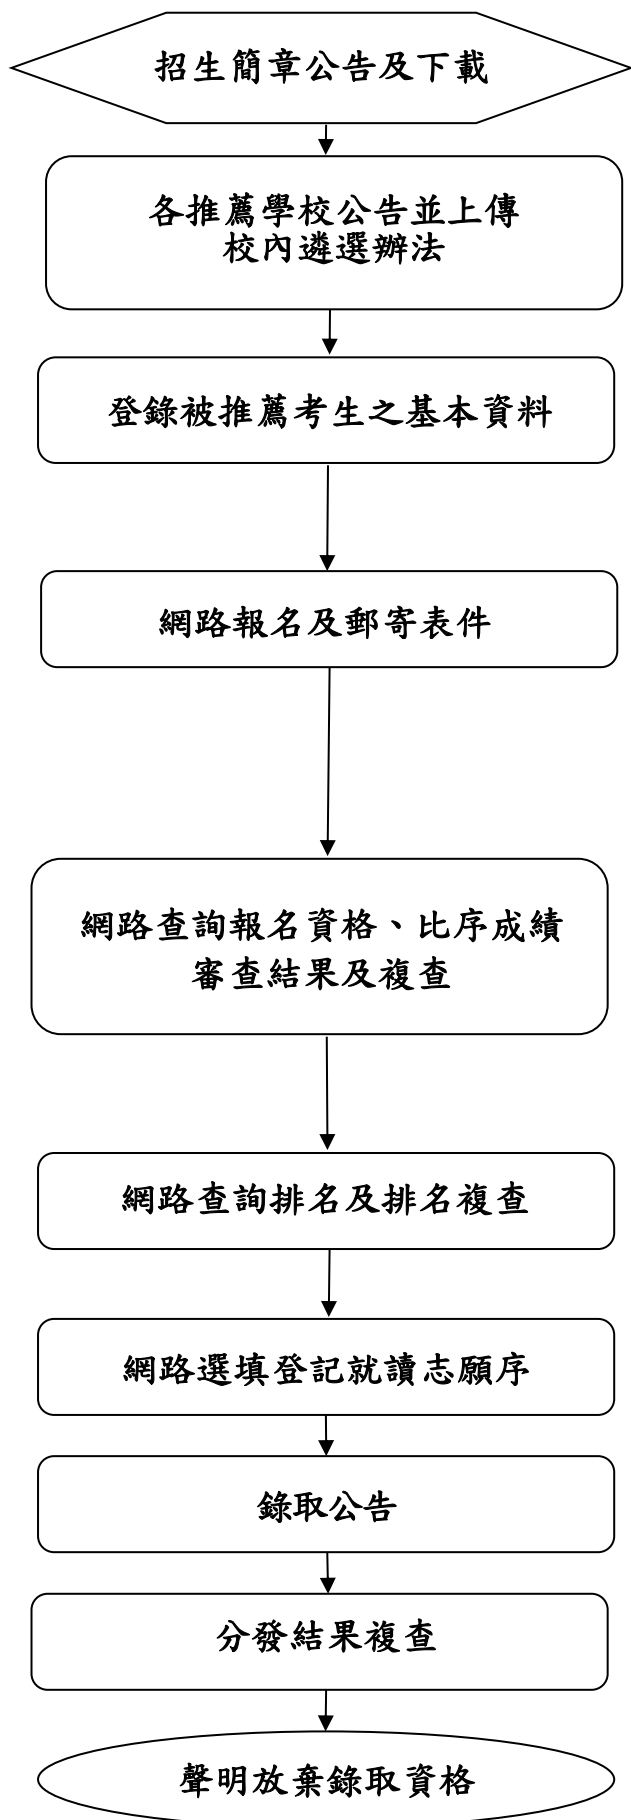 招生簡章公告及下載
各推薦學校公告並上傳
校內遴選辦法
登錄被推薦考生之基本資料
網路報名及郵寄表件
網路查詢報名資格、比序成績
審查結果及複查
網路查詢排名及排名複查
網路選填登記就讀志願序
錄取公告
分發結果複查
聲明放棄錄取資格